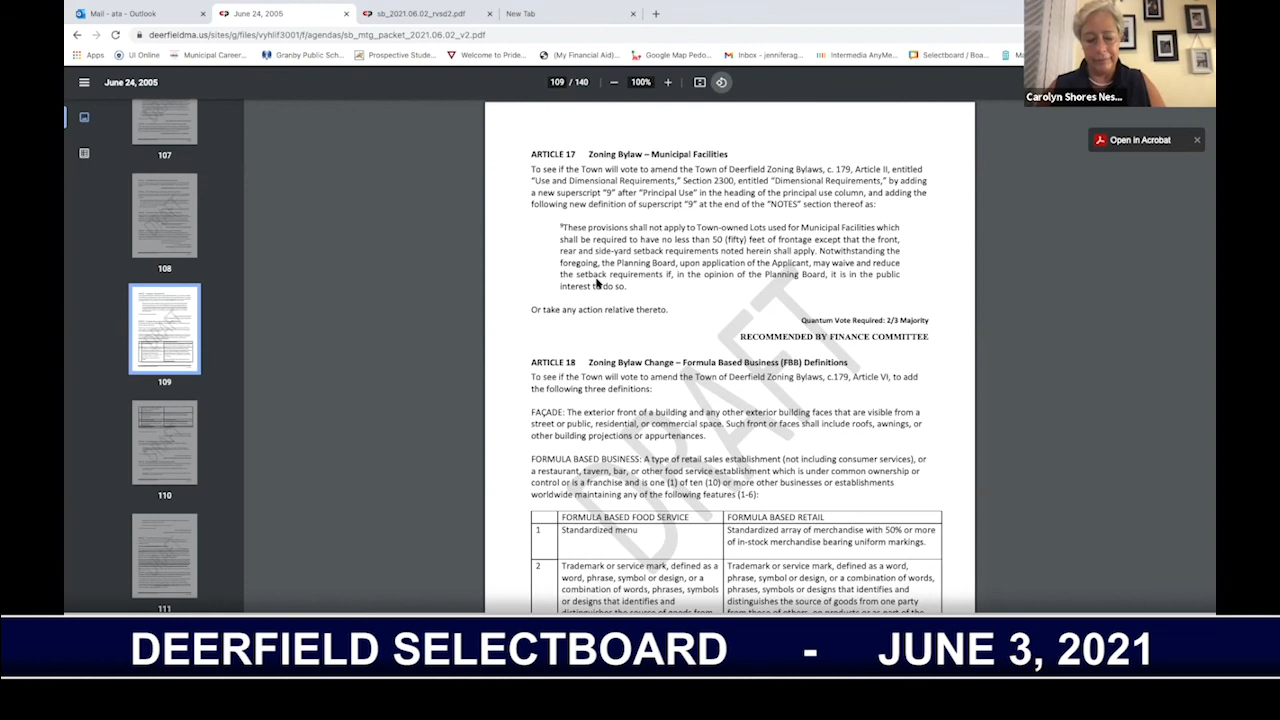 Mail - ata - Outlook
June 24, 2005
sb_2021.06.02_rvsd2.pdf
New Tab
deerfieldma.us/sites/g/files/vyhlif3001/f/agendas/sb_mtg_packet_2021.06.02_v2.pdf
Apps
UI Online
Municipal Career...
Granby Public Sch...
Prospective Stude...
Welcome to Pride...
(My Financial Aid)...
Google Map Pedo...
Inbox - jenniferag...
Intermedia AnyMe...
Selectboard / Boa...
June 24, 2005
109 / 140
100%
Carolyn Shores Nes...
Open in Acrobat
107
108
109
110
111
ARTICLE 17 Zoning Bylaw – Municipal Facilities
To see if the Town will vote to amend the Town of Deerfield Zoning Bylaws, c. 179, Article II, entitled
"Use and Dimensional Requirements," Section 2300, entitled "Dimensional Requirements," by adding
a new superscript "9" after "Principal Use" in the heading of the principal use column, and adding the
following new definition of superscript "9" at the end of the "NOTES" section thereof as:
⁹These provisions shall not apply to Town-owned Lots used for Municipal Facilities which
shall be required to have no less than 50 (fifty) feet of frontage except that the front,
rear and side-yard setback requirements noted herein shall apply. Notwithstanding the
foregoing, the Planning Board, upon application of the Applicant, may waive and reduce
the setback requirements if, in the opinion of the Planning Board, it is in the public
interest to do so.
Or take any action relative thereto.
Quantum Vote Required: 2/3 Majority
RECOMMENDED BY FINANCE COMMITTEE
ARTICLE 18 Zoning Bylaw Change – Formula Based Business (FBB) Definitions
To see if the Town will vote to amend the Town of Deerfield Zoning Bylaws, c.179, Article VI, to add
the following three definitions:
FAÇADE: The exterior front of a building and any other exterior building faces that are visible from a
street or public, residential, or commercial space. Such front or faces shall include roofs, awnings, or
other building projections or appurtenances.
FORMULA BASED BUSINESS: A type of retail sales establishment (not including consumer services), or
a restaurant, tavern, bar, or other food service establishment which is under common ownership or
control or is a franchise and is one (1) of ten (10) or more other businesses or establishments
worldwide maintaining any of the following features (1-6):
FORMULA BASED FOOD SERVICE
FORMULA BASED RETAIL
1
Standardized menu
Standardized array of merchandise with 50% or more
of in-stock merchandise bearing uniform markings.
2
Trademark or service mark, defined as a
word, phrase, symbol or design, or a
combination of words, phrases, symbols
or designs that identifies and
distinguishes the source of goods from
Trademark or service mark, defined as a word,
phrase, symbol or design, or a combination of words,
phrases, symbols or designs that identifies and
distinguishes the source of goods from one party
from those of others, on products or as part of the
DRAFT
DEERFIELD SELECTBOARD - JUNE 3, 2021